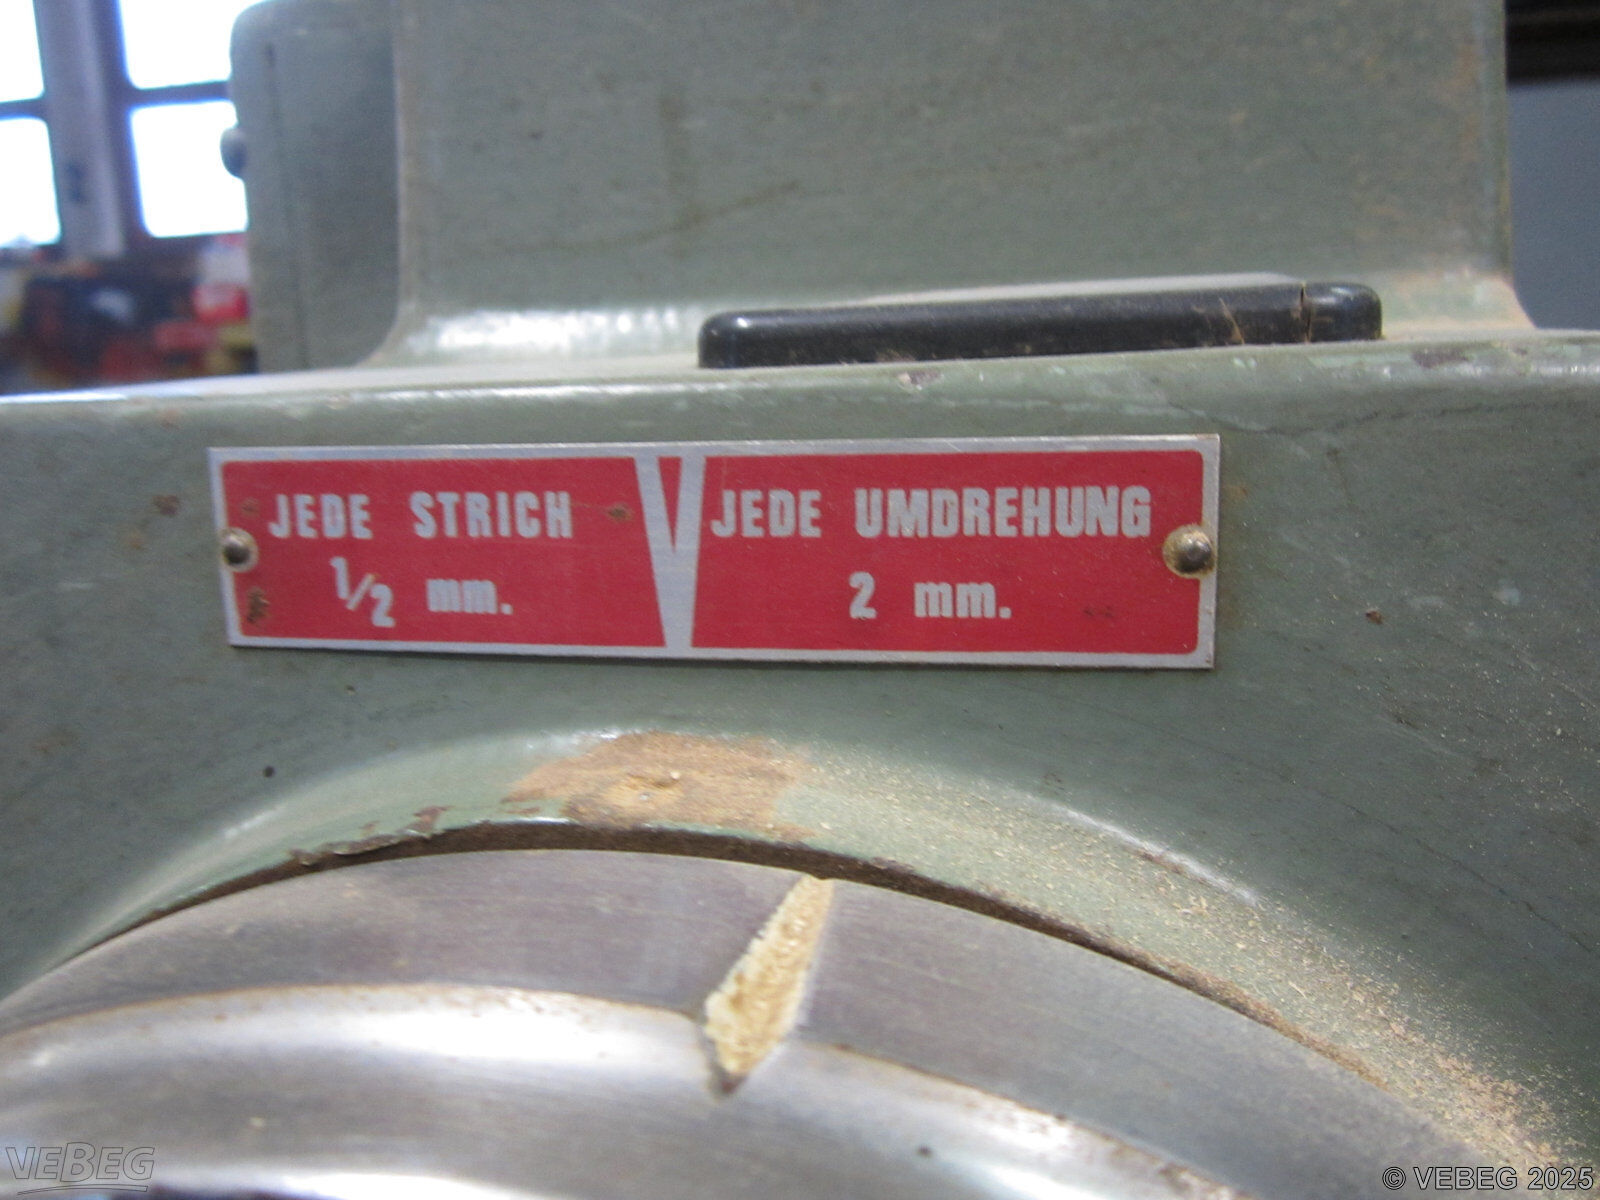 JEDE STRICH
1/2 mm.
JEDE UMDREHUNG
2 mm.
VEBEG
© VEBEG 2025